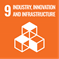 9 INDUSTRY, INNOVATION
AND INFRASTRUCTURE